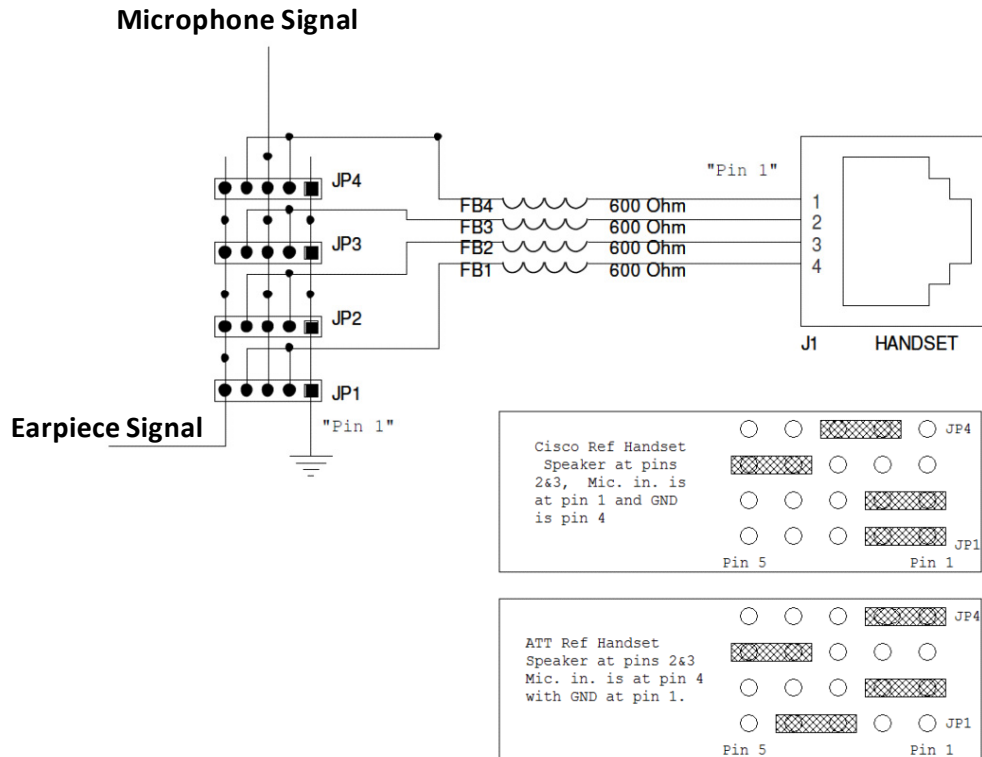 Microphone Signal
JP4
"Pin 1"
FB4 600 Ohm 1
FB3 600 Ohm 2
JP3
FB2 600 Ohm 3
FB1 600 Ohm 4
JP2
J1 HANDSET
JP1
Earpiece Signal
"Pin 1"
Cisco Ref Handset
Speaker at pins
2&3, Mic. in. is
at pin 1 and GND
is pin 4
JP4
JP1
Pin 5 Pin 1
ATT Ref Handset
Speaker at pins 2&3
Mic. in. is at pin 4
with GND at pin 1.
JP4
JP1
Pin 5 Pin 1